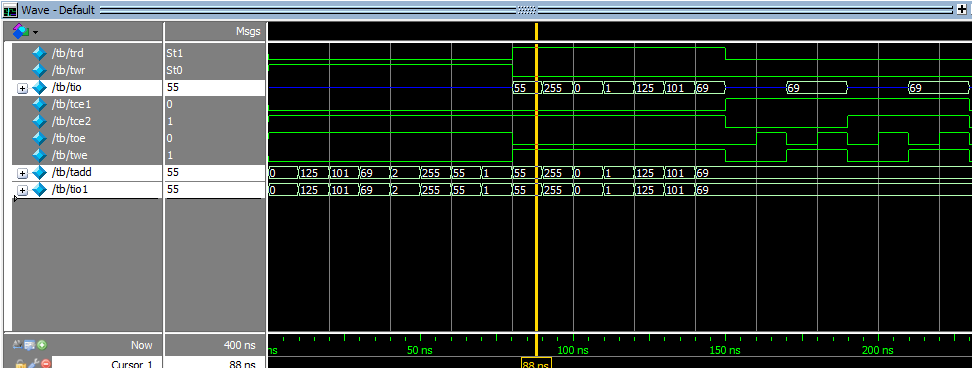 Wave - Default
Msgs
/tb/trd St1
/tb/twr St0
/tb/tio 55 55 255 0 1 125 101 69 69 69
/tb/tce1 0
/tb/tce2 1
/tb/toe 0
/tb/twe 1
/tb/tadd 55 0 125 101 69 2 255 55 1 55 255 0 1 125 101 69
/tb/tio1 55 0 125 101 69 2 255 55 1 55 255 0 1 125 101 69
Now 400 ns ns 50 ns 100 ns 150 ns 200 ns
Cursor 1 88 ns 88 ns